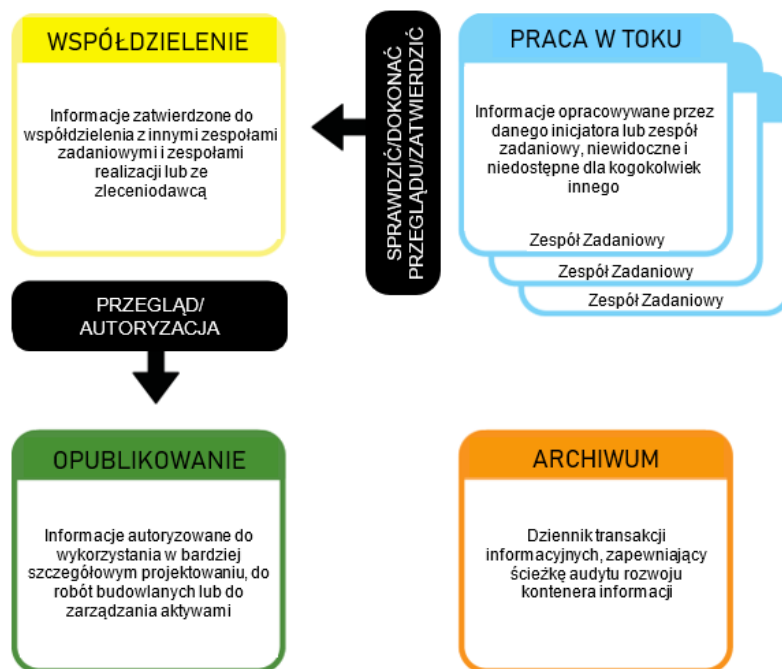 WSPÓŁDZIELENIE
Informacje zatwierdzone do
współdzielenia z innymi zespołami
zadaniowymi i zespołami
realizacji lub ze
zleceniodawcą
SPRAWDZIĆ/DOKONAĆ
PRZEGLĄDU/ZATWIERDZIĆ
PRACA W TOKU
Informacje opracowywane przez
danego inicjatora lub zespół
zadaniowy, niewidoczne i
niedostępne dla kogokolwiek
innego
Zespół Zadaniowy
Zespół Zadaniowy
Zespół Zadaniowy
PRZEGLĄD/
AUTORYZACJA
OPUBLIKOWANIE
Informacje autoryzowane do
wykorzystania w bardziej
szczegółowym projektowaniu, do
robót budowlanych lub do
zarządzania aktywami
ARCHIWUM
Dziennik transakcji
informacyjnych, zapewniający
ścieżkę audytu rozwoju
kontenera informacji